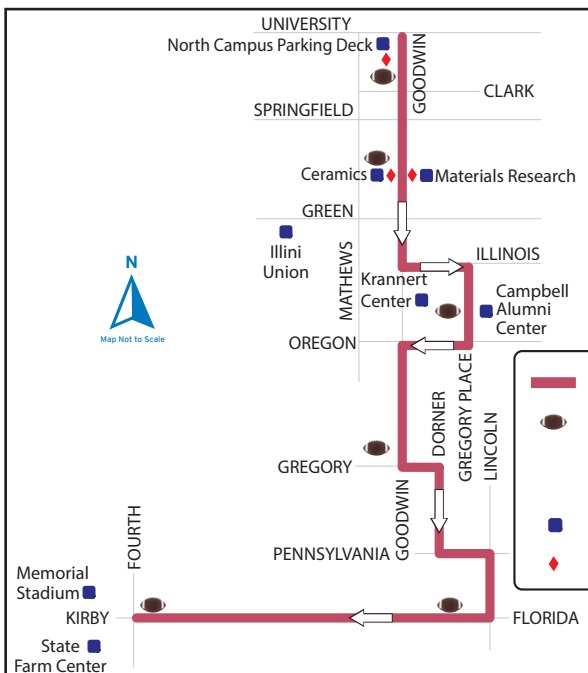 UNIVERSITY
North Campus Parking Deck
GOODWIN
CLARK
SPRINGFIELD
Ceramics
Materials Research
GREEN
Illini
Union
MATHEWS
ILLINOIS
Krannert
Center
Campbell
Alumni
Center
N
Map Not to Scale
OREGON
GREGORY PLACE
DORNER
LINCOLN
GREGORY
GOODWIN
FOURTH
PENNSYLVANIA
Memorial
Stadium
KIRBY
FLORIDA
State
Farm Center